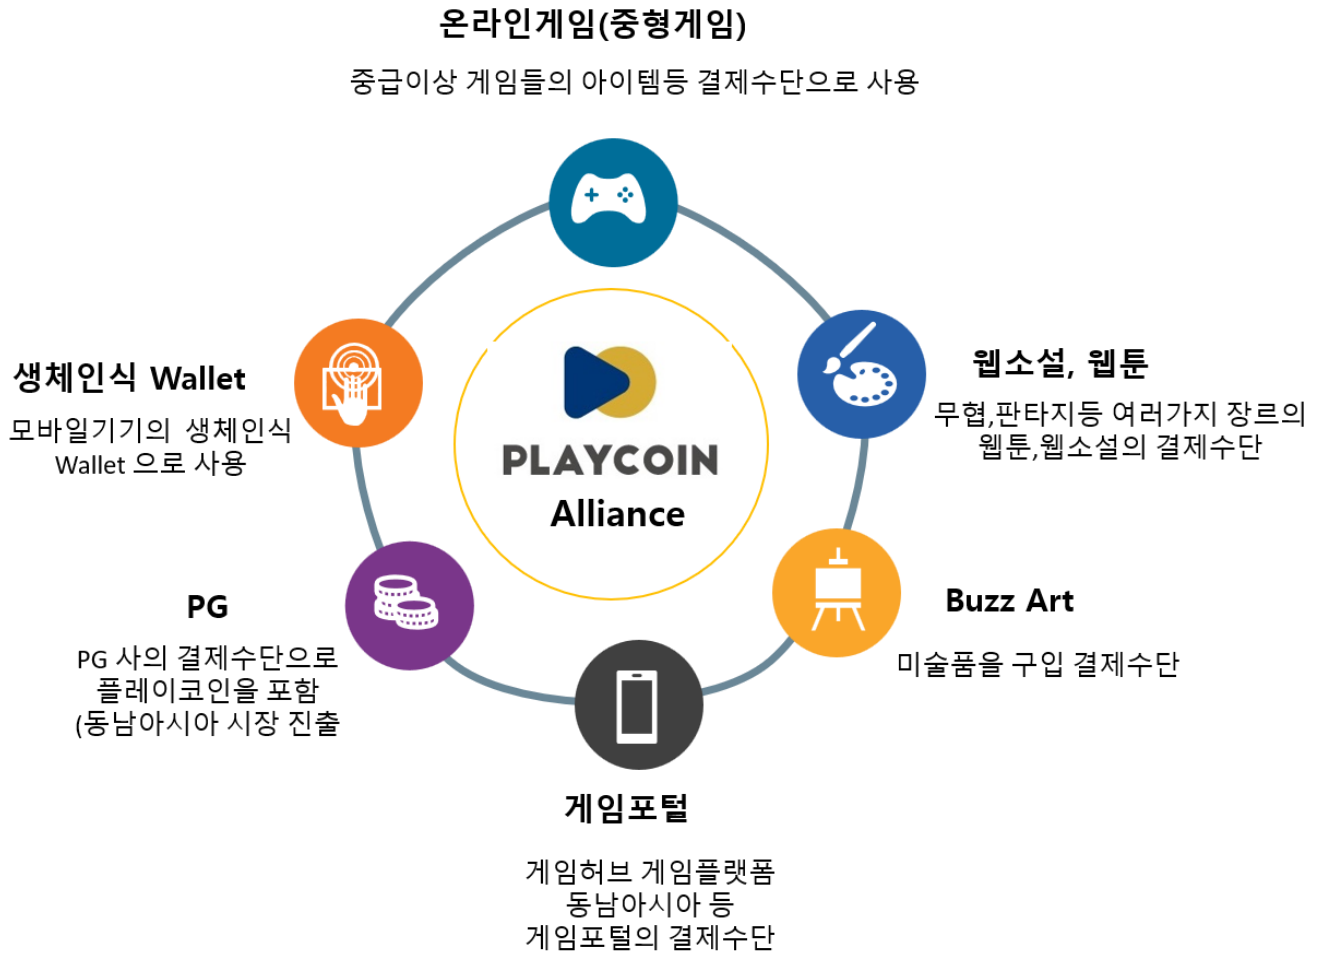 온라인게임(중형게임)
중급이상 게임들의 아이템등 결제수단으로 사용
생체인식 Wallet
모바일기기의 생체인식
Wallet 으로 사용
PLAYCOIN
Alliance
웹소설, 웹툰
무협,판타지등 여러가지 장르의
웹툰,웹소설의 결제수단
PG
PG 사의 결제수단으로
플레이코인을 포함
(동남아시아 시장 진출
Buzz Art
미술품을 구입 결제수단
게임포털
게임허브 게임플랫폼
동남아시아 등
게임포털의 결제수단